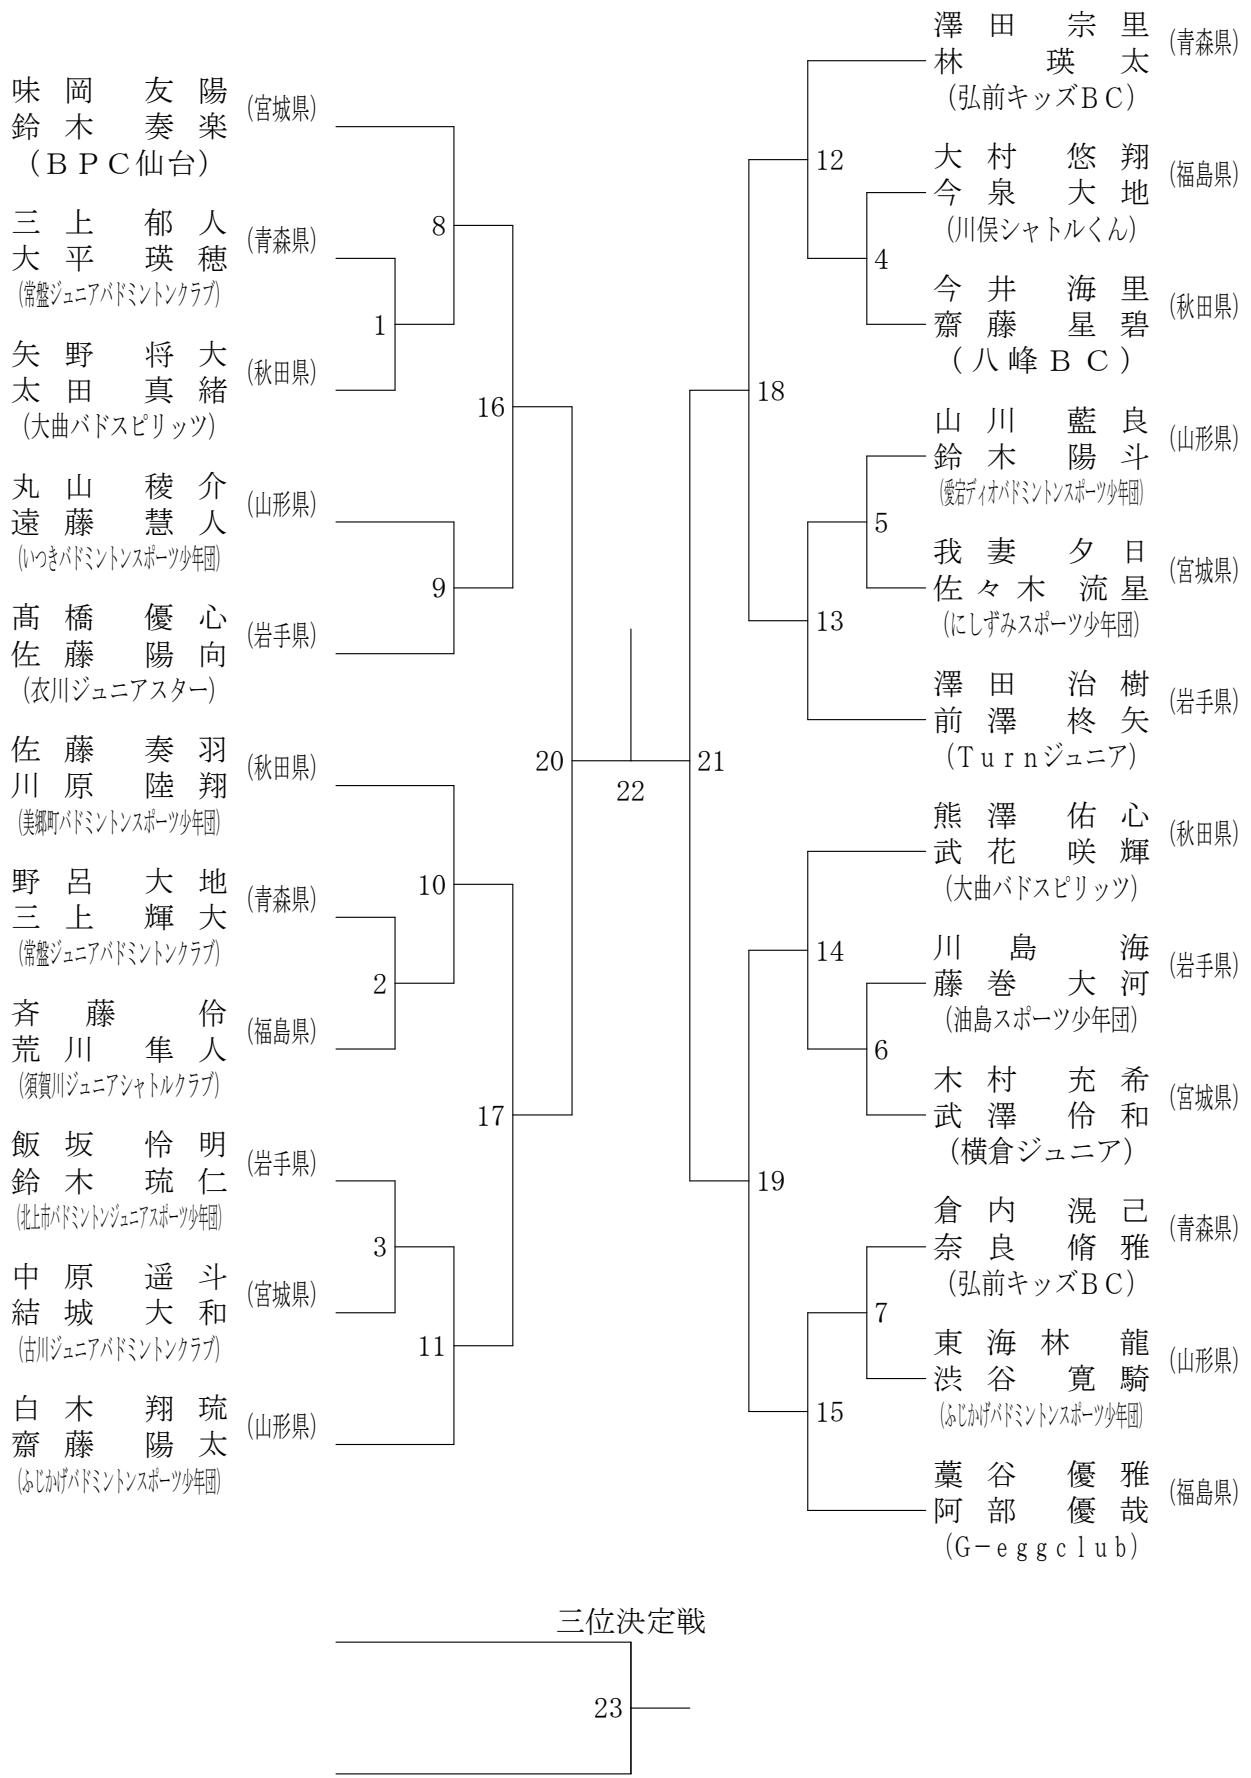 味岡 友陽
鈴木 奏楽
(宮城県)
(ＢＰＣ仙台)
三上 郁人
大平 瑛穂
(青森県)
(常盤ジュニアバドミントンクラブ)
矢野 将大
太田 真緒
(秋田県)
(大曲バドスピリッツ)
丸山 稜介
遠藤 慧人
(山形県)
(いつきバドミントンスポーツ少年団)
髙橋 優心
佐藤 陽向
(岩手県)
(衣川ジュニアスター)
佐藤 奏羽
川原 陸翔
(秋田県)
(美郷町バドミントンスポーツ少年団)
野呂 大地
三上 輝大
(青森県)
(常盤ジュニアバドミントンクラブ)
斉藤 伶
荒川 隼人
(福島県)
(須賀川ジュニアシャトルクラブ)
飯坂 怜明
鈴木 琉仁
(岩手県)
(北上市バドミントンジュニアスポーツ少年団)
中原 遥斗
結城 大和
(宮城県)
(古川ジュニアバドミントンクラブ)
白木 翔琉
齋藤 陽太
(山形県)
(ふじかげバドミントンスポーツ少年団)
8
1
16
9
20
10
2
17
3
11
22
21
12
4
18
5
13
14
6
19
7
15
澤田 宗里
林 瑛太
(青森県)
(弘前キッズＢＣ)
大村 悠翔
今泉 大地
(福島県)
(川俣シャトルくん)
今井 海里
齋藤 星碧
(秋田県)
(八峰ＢＣ)
山川 藍良
鈴木 陽斗
(山形県)
(愛宕ディオバドミントンスポーツ少年団)
我妻 夕日
佐々木 流星
(宮城県)
(にしずみスポーツ少年団)
澤田 治樹
前澤 柊矢
(岩手県)
(Ｔｕｒｎジュニア)
熊澤 佑心
武花 咲輝
(秋田県)
(大曲バドスピリッツ)
川島 海
藤巻 大河
(岩手県)
(油島スポーツ少年団)
木村 充希
武澤 伶和
(宮城県)
(横倉ジュニア)
倉内 滉己
奈良 脩雅
(青森県)
(弘前キッズＢＣ)
東海林 龍
渋谷 寛騎
(山形県)
(ふじかげバドミントンスポーツ少年団)
藁谷 優雅
阿部 優哉
(福島県)
(Ｇ－ｅｇｇｃｌｕｂ)
三位決定戦
23